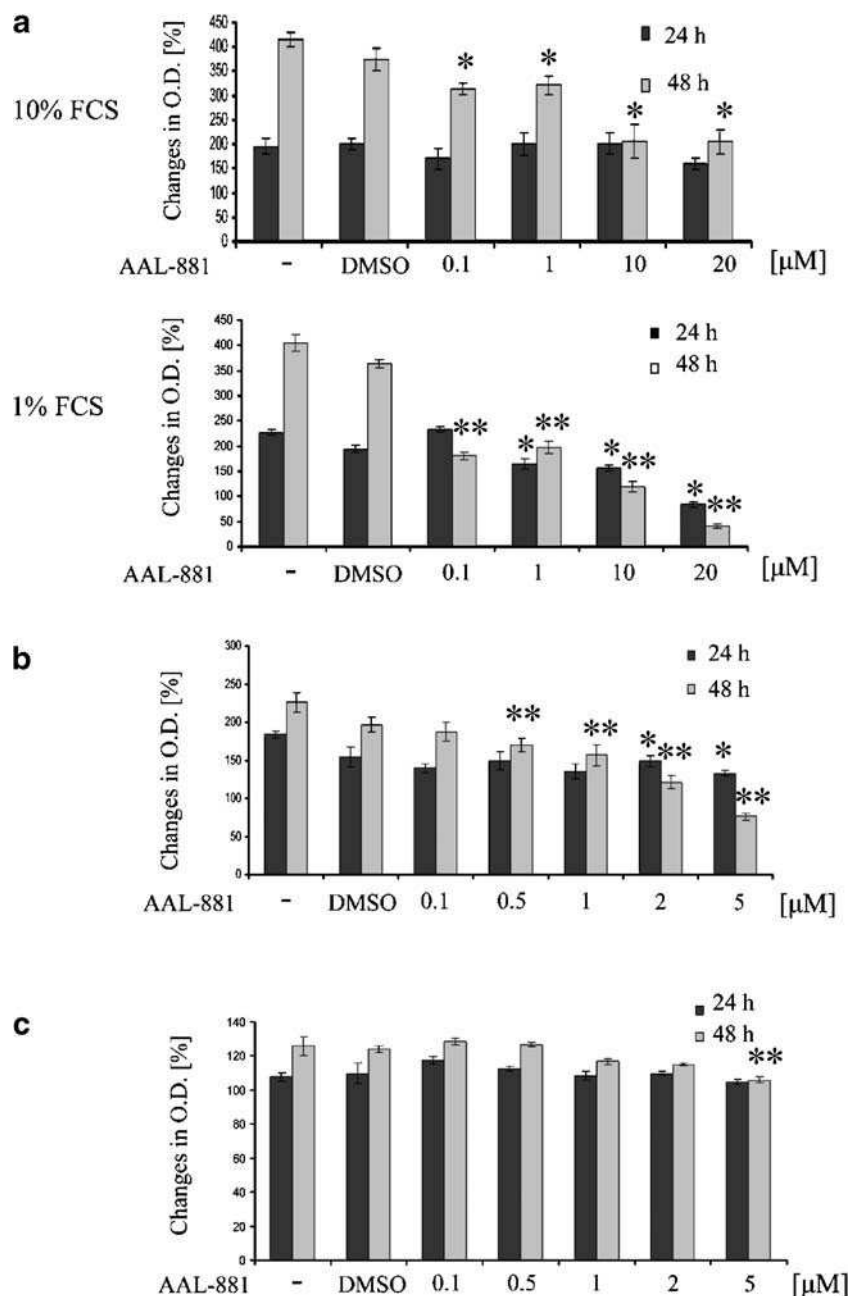 a
10% FCS
Changes in O.D. [%]
450
400
350
300
250
200
150
100
50
0
24 h
48 h
* * * *
AAL-881 - DMSO 0.1 1 10 20 [μM]
1% FCS
Changes in O.D. [%]
450
400
350
300
250
200
150
100
50
0
24 h
48 h
** * ** * ** * **
AAL-881 - DMSO 0.1 1 10 20 [μM]
b
Changes in O.D. [%]
300
250
200
150
100
50
0
24 h
48 h
** ** * ** * **
AAL-881 - DMSO 0.1 0.5 1 2 5 [μM]
c
Changes in O.D. [%]
140
120
100
80
60
40
20
0
24 h
48 h
**
AAL-881 - DMSO 0.1 0.5 1 2 5 [μM]